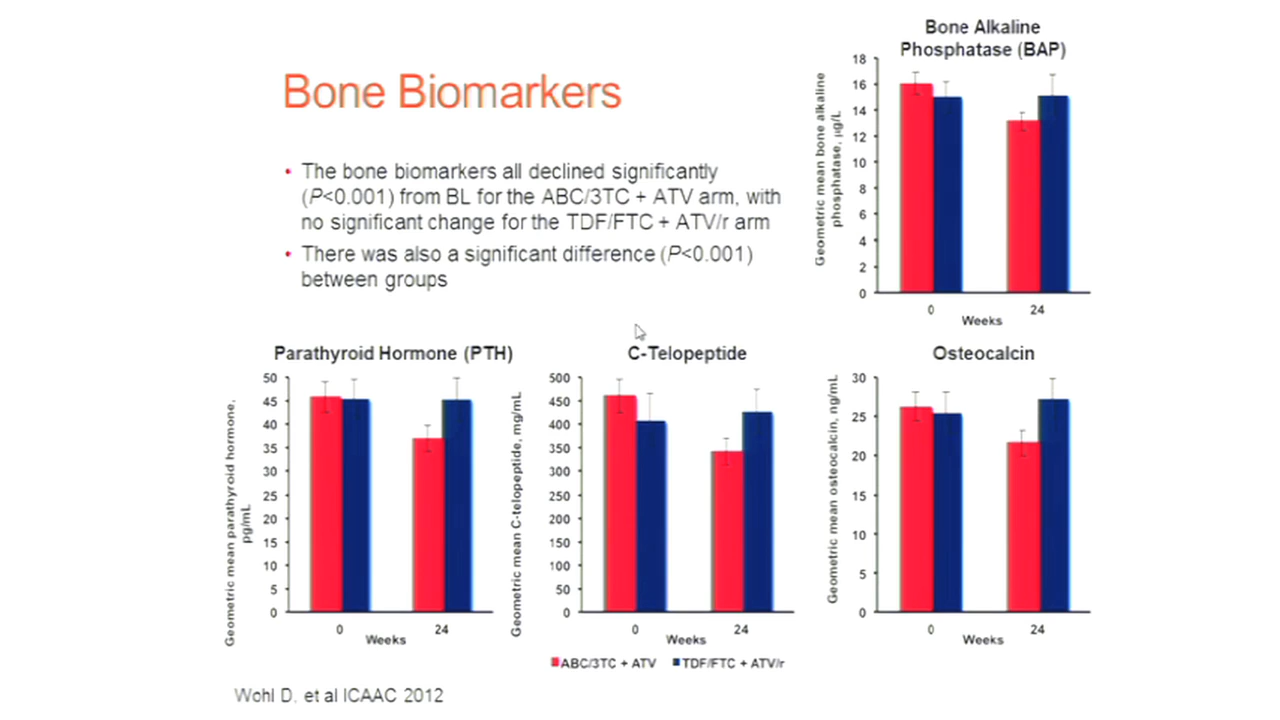 Bone Biomarkers
• The bone biomarkers all declined significantly
(P<0.001) from BL for the ABC/3TC + ATV arm, with
no significant change for the TDF/FTC + ATV/r arm
• There was also a significant difference (P<0.001)
between groups
Bone Alkaline
Phosphatase (BAP)
Geometric mean bone alkaline
phosphatase, µg/L
18
16
14
12
10
8
6
4
2
0
0 24
Weeks
Parathyroid Hormone (PTH)
Geometric mean parathyroid hormone,
pg/mL
50
45
40
35
30
25
20
15
10
5
0
0 24
Weeks
C-Telopeptide
Geometric mean C-telopeptide, mg/mL
500
450
400
350
300
250
200
150
100
50
0
0 24
Weeks
Osteocalcin
Geometric mean osteocalcin, ng/mL
30
25
20
15
10
5
0
0 24
Weeks
ABC/3TC + ATV TDF/FTC + ATV/r
Wohl D, et al ICAAC 2012